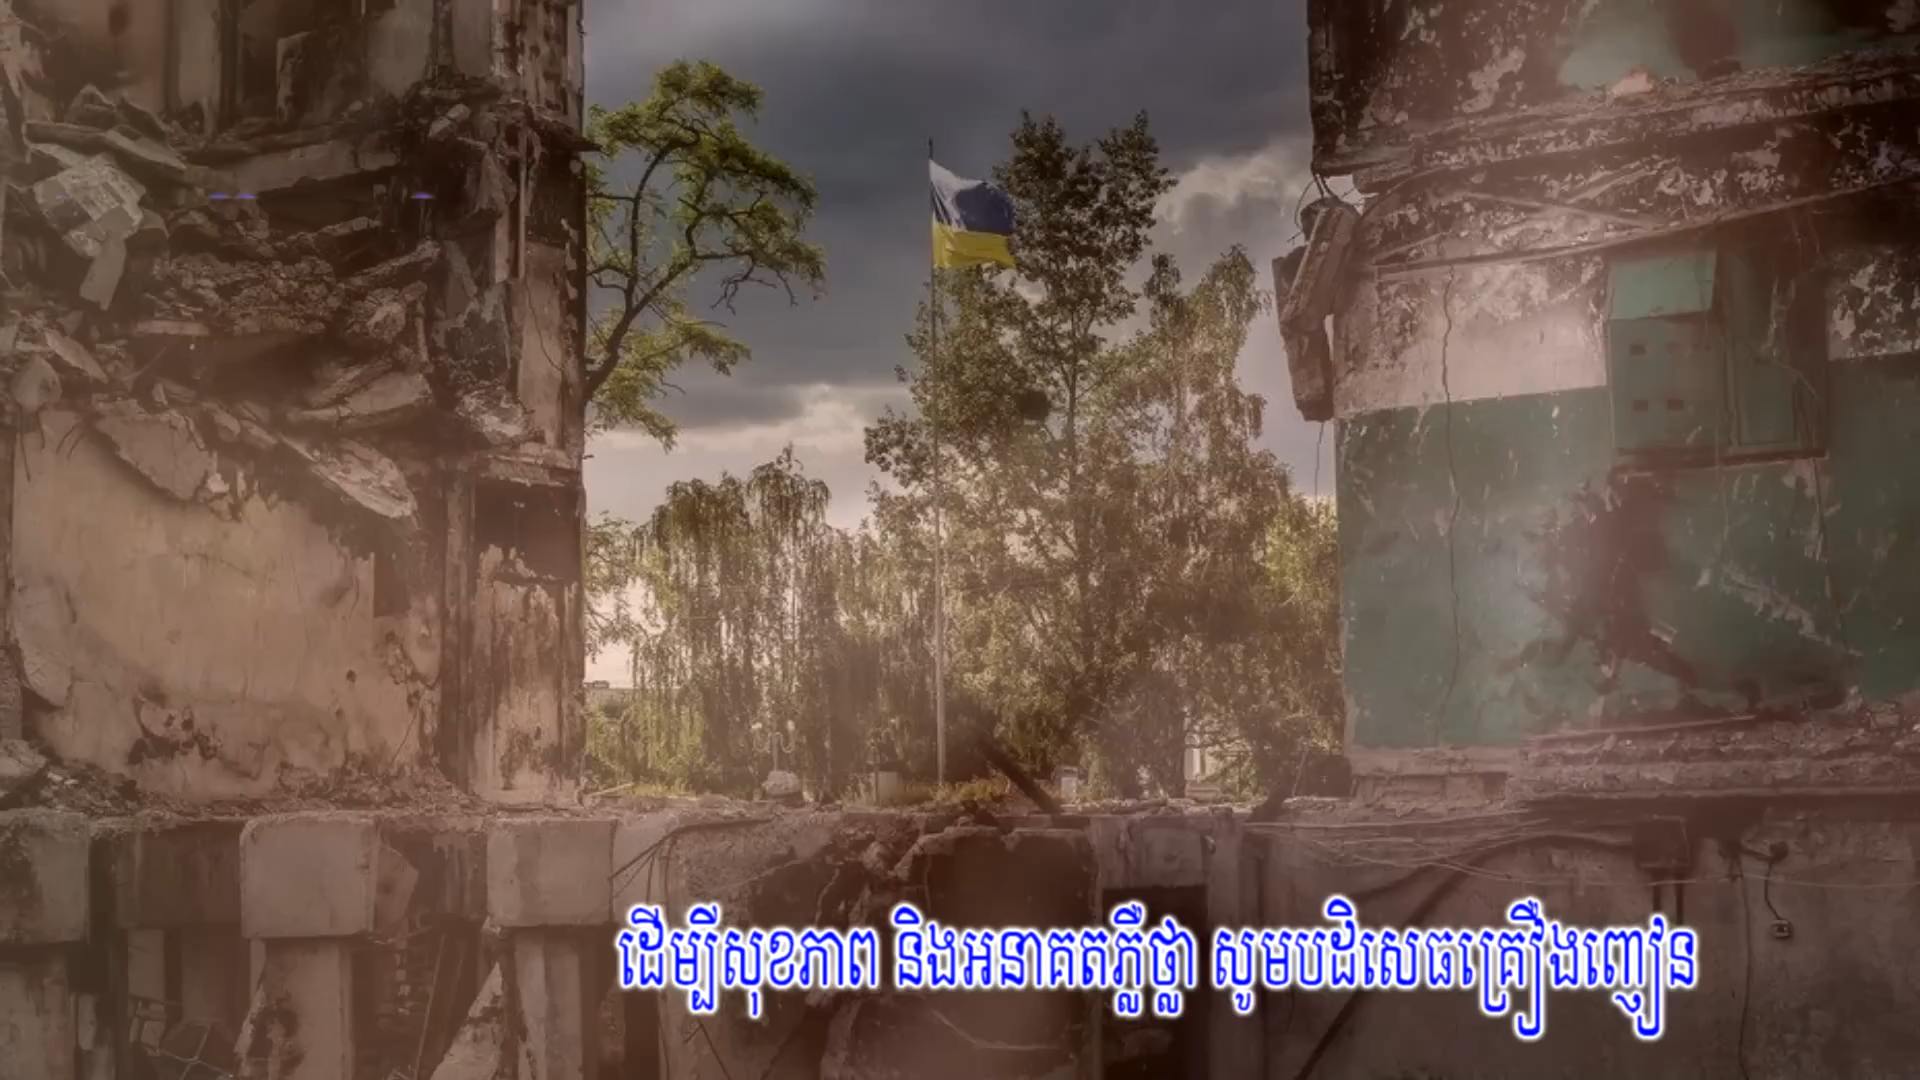 ដើម្បីសុខភាព និងអនាគតភ្លឺថ្លា សូមបដិសេធគ្រឿងញៀន